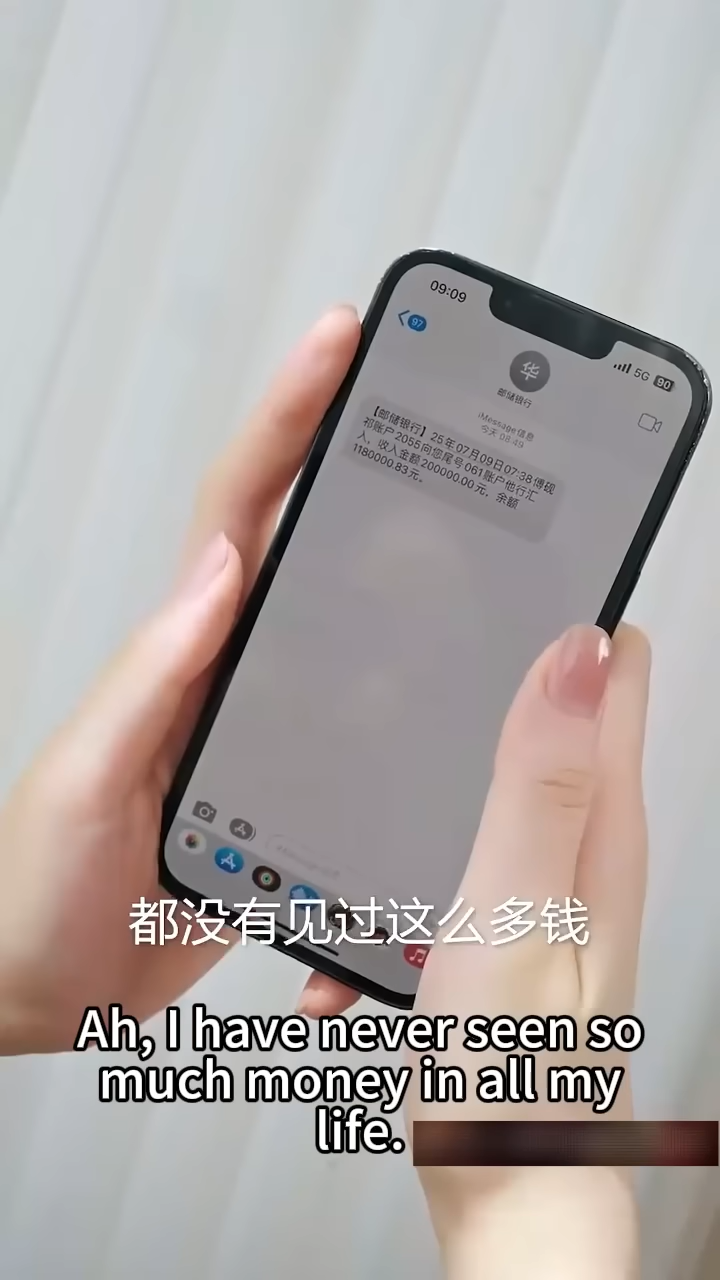 09:09
5G 90
97
华
邮储银行
iMessage信息
今天 08:49
【邮储银行】25年07月09日07:38傅砚
祁账户2055向您尾号061账户他行汇
入，收入金额200000.00元，余额
1180000.83元。
都没有见过这么多钱
Ah, I have never seen so
much money in all my
life.